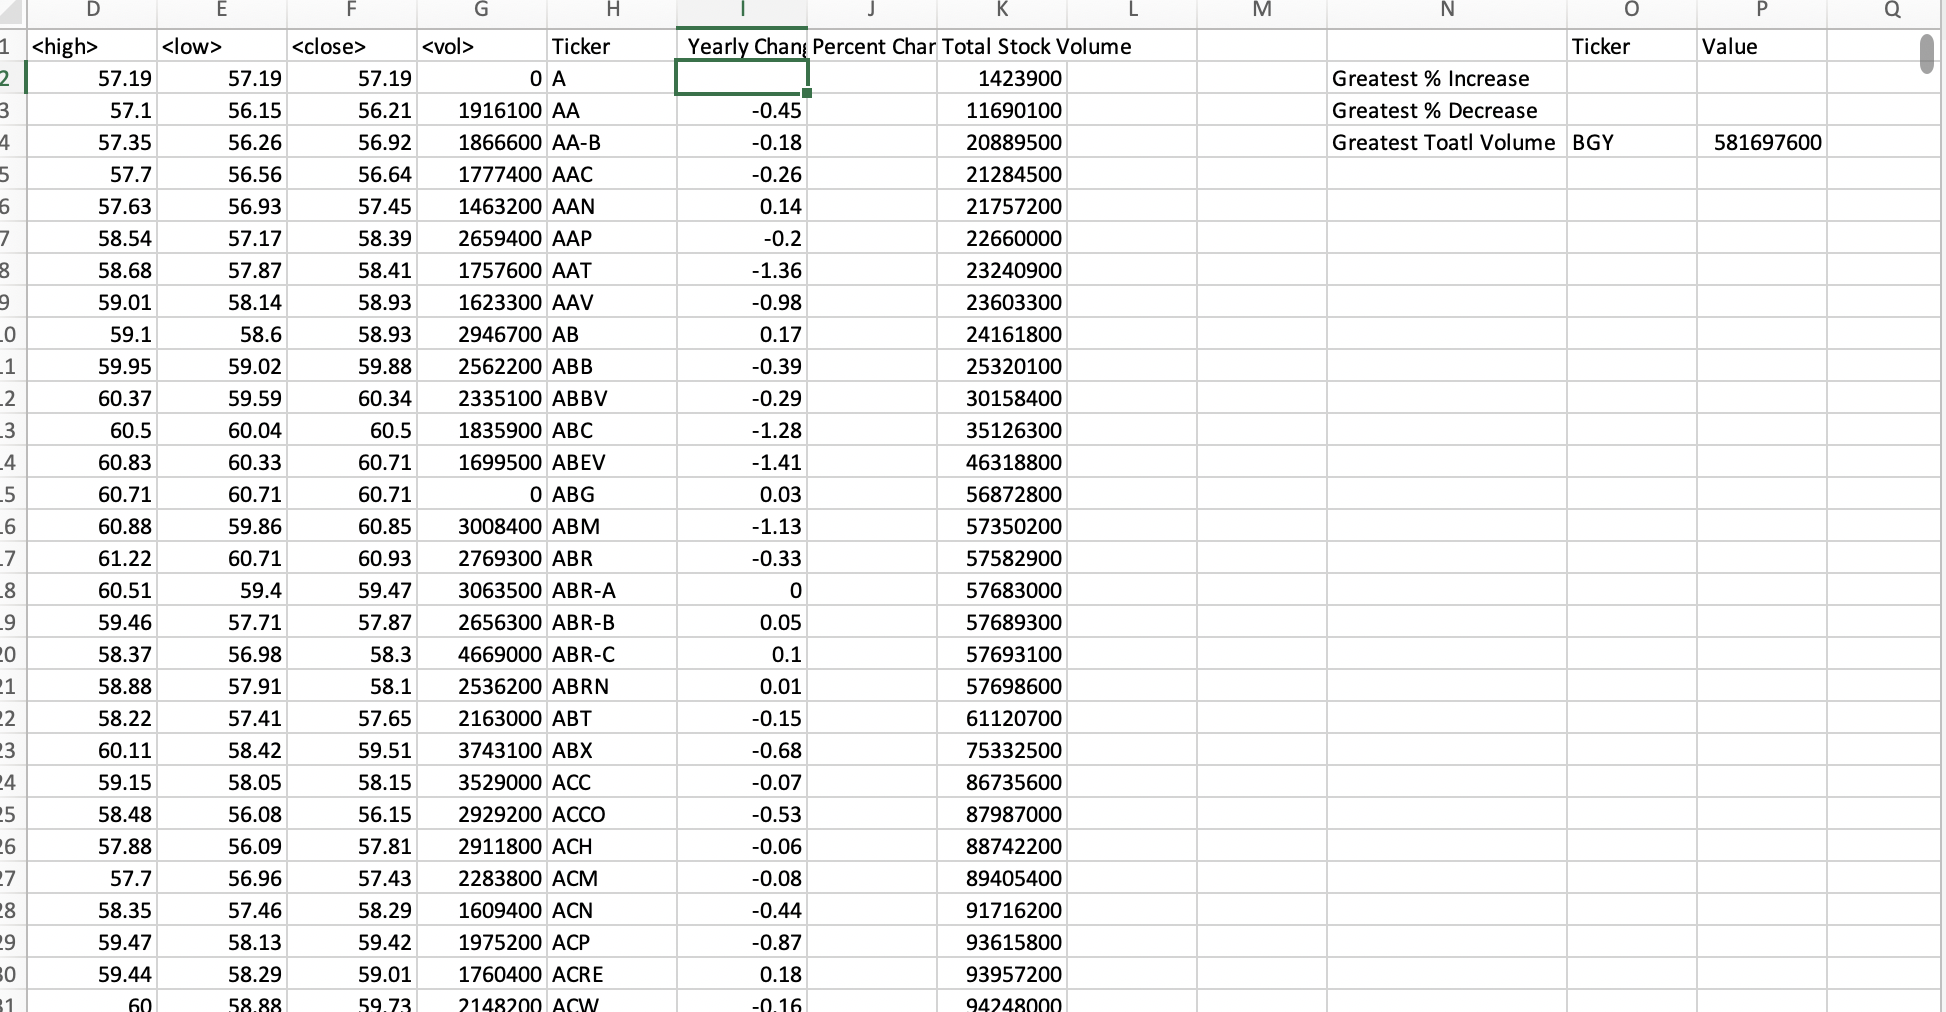 D E F G H I J K L M N O P Q
1 <high> <low> <close> <vol> Ticker Yearly Chang Percent Char Total Stock Volume Ticker Value
2 57.19 57.19 57.19 0 A 1423900 Greatest % Increase
3 57.1 56.15 56.21 1916100 AA -0.45 11690100 Greatest % Decrease
4 57.35 56.26 56.92 1866600 AA-B -0.18 20889500 Greatest Toatl Volume BGY 581697600
5 57.7 56.56 56.64 1777400 AAC -0.26 21284500
6 57.63 56.93 57.45 1463200 AAN 0.14 21757200
7 58.54 57.17 58.39 2659400 AAP -0.2 22660000
8 58.68 57.87 58.41 1757600 AAT -1.36 23240900
9 59.01 58.14 58.93 1623300 AAV -0.98 23603300
.0 59.1 58.6 58.93 2946700 AB 0.17 24161800
.1 59.95 59.02 59.88 2562200 ABB -0.39 25320100
.2 60.37 59.59 60.34 2335100 ABBV -0.29 30158400
.3 60.5 60.04 60.5 1835900 ABC -1.28 35126300
.4 60.83 60.33 60.71 1699500 ABEV -1.41 46318800
.5 60.71 60.71 60.71 0 ABG 0.03 56872800
.6 60.88 59.86 60.85 3008400 ABM -1.13 57350200
.7 61.22 60.71 60.93 2769300 ABR -0.33 57582900
.8 60.51 59.4 59.47 3063500 ABR-A 0 57683000
.9 59.46 57.71 57.87 2656300 ABR-B 0.05 57689300
20 58.37 56.98 58.3 4669000 ABR-C 0.1 57693100
21 58.88 57.91 58.1 2536200 ABRN 0.01 57698600
22 58.22 57.41 57.65 2163000 ABT -0.15 61120700
23 60.11 58.42 59.51 3743100 ABX -0.68 75332500
24 59.15 58.05 58.15 3529000 ACC -0.07 86735600
25 58.48 56.08 56.15 2929200 ACCO -0.53 87987000
26 57.88 56.09 57.81 2911800 ACH -0.06 88742200
27 57.7 56.96 57.43 2283800 ACM -0.08 89405400
28 58.35 57.46 58.29 1609400 ACN -0.44 91716200
29 59.47 58.13 59.42 1975200 ACP -0.87 93615800
30 59.44 58.29 59.01 1760400 ACRE 0.18 93957200
31 60 58.88 59.73 2148200 ACW -0.16 94248000